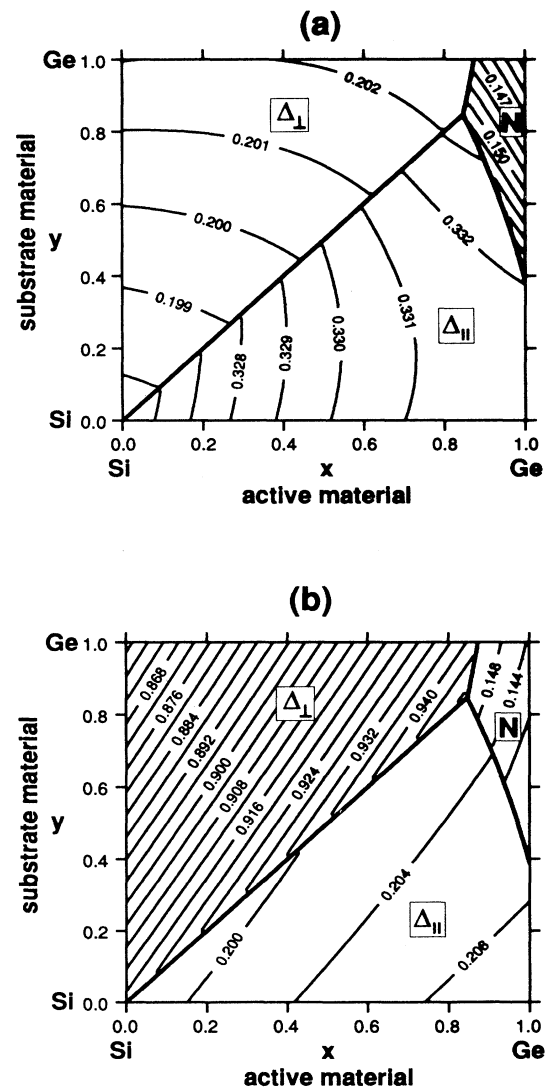 (a)
Ge 1.0
0.8
0.6
y
0.4
0.2
Si 0.0
substrate material
0.202
Δ⊥
0.201
0.200
0.199
0.147
N
0.150
0.332
0.331
0.330
0.329
0.328
Δ||
0.0 0.2 0.4 0.6 0.8 1.0
Si x Ge
active material
(b)
Ge 1.0
0.8
0.6
y
0.4
0.2
Si 0.0
substrate material
0.868
0.876
0.884
0.892
0.900
0.908
0.916
0.924
0.932
0.940
Δ⊥
0.148
0.144
N
0.204
0.200
0.208
Δ||
0.0 0.2 0.4 0.6 0.8 1.0
Si x Ge
active material